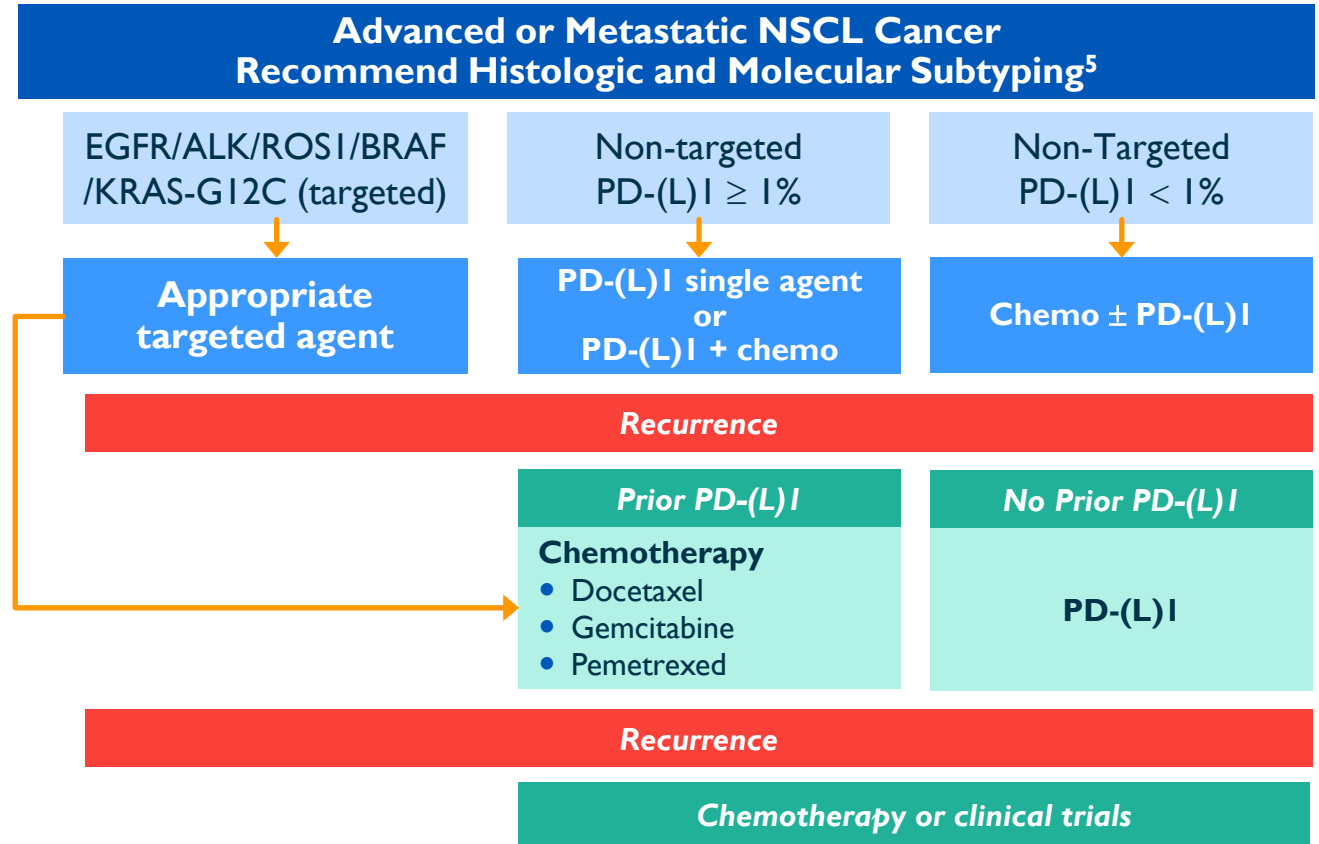 Advanced or Metastatic NSCL Cancer
Recommend Histologic and Molecular Subtyping⁵
EGFR/ALK/ROS1/BRAF
/KRAS-G12C (targeted)
Non-targeted
PD-(L)1 ≥ 1%
Non-Targeted
PD-(L)1 < 1%
Appropriate
targeted agent
PD-(L)1 single agent
or
PD-(L)1 + chemo
Chemo ± PD-(L)1
Recurrence
Prior PD-(L)1
Chemotherapy
• Docetaxel
• Gemcitabine
• Pemetrexed
No Prior PD-(L)1
PD-(L)1
Recurrence
Chemotherapy or clinical trials